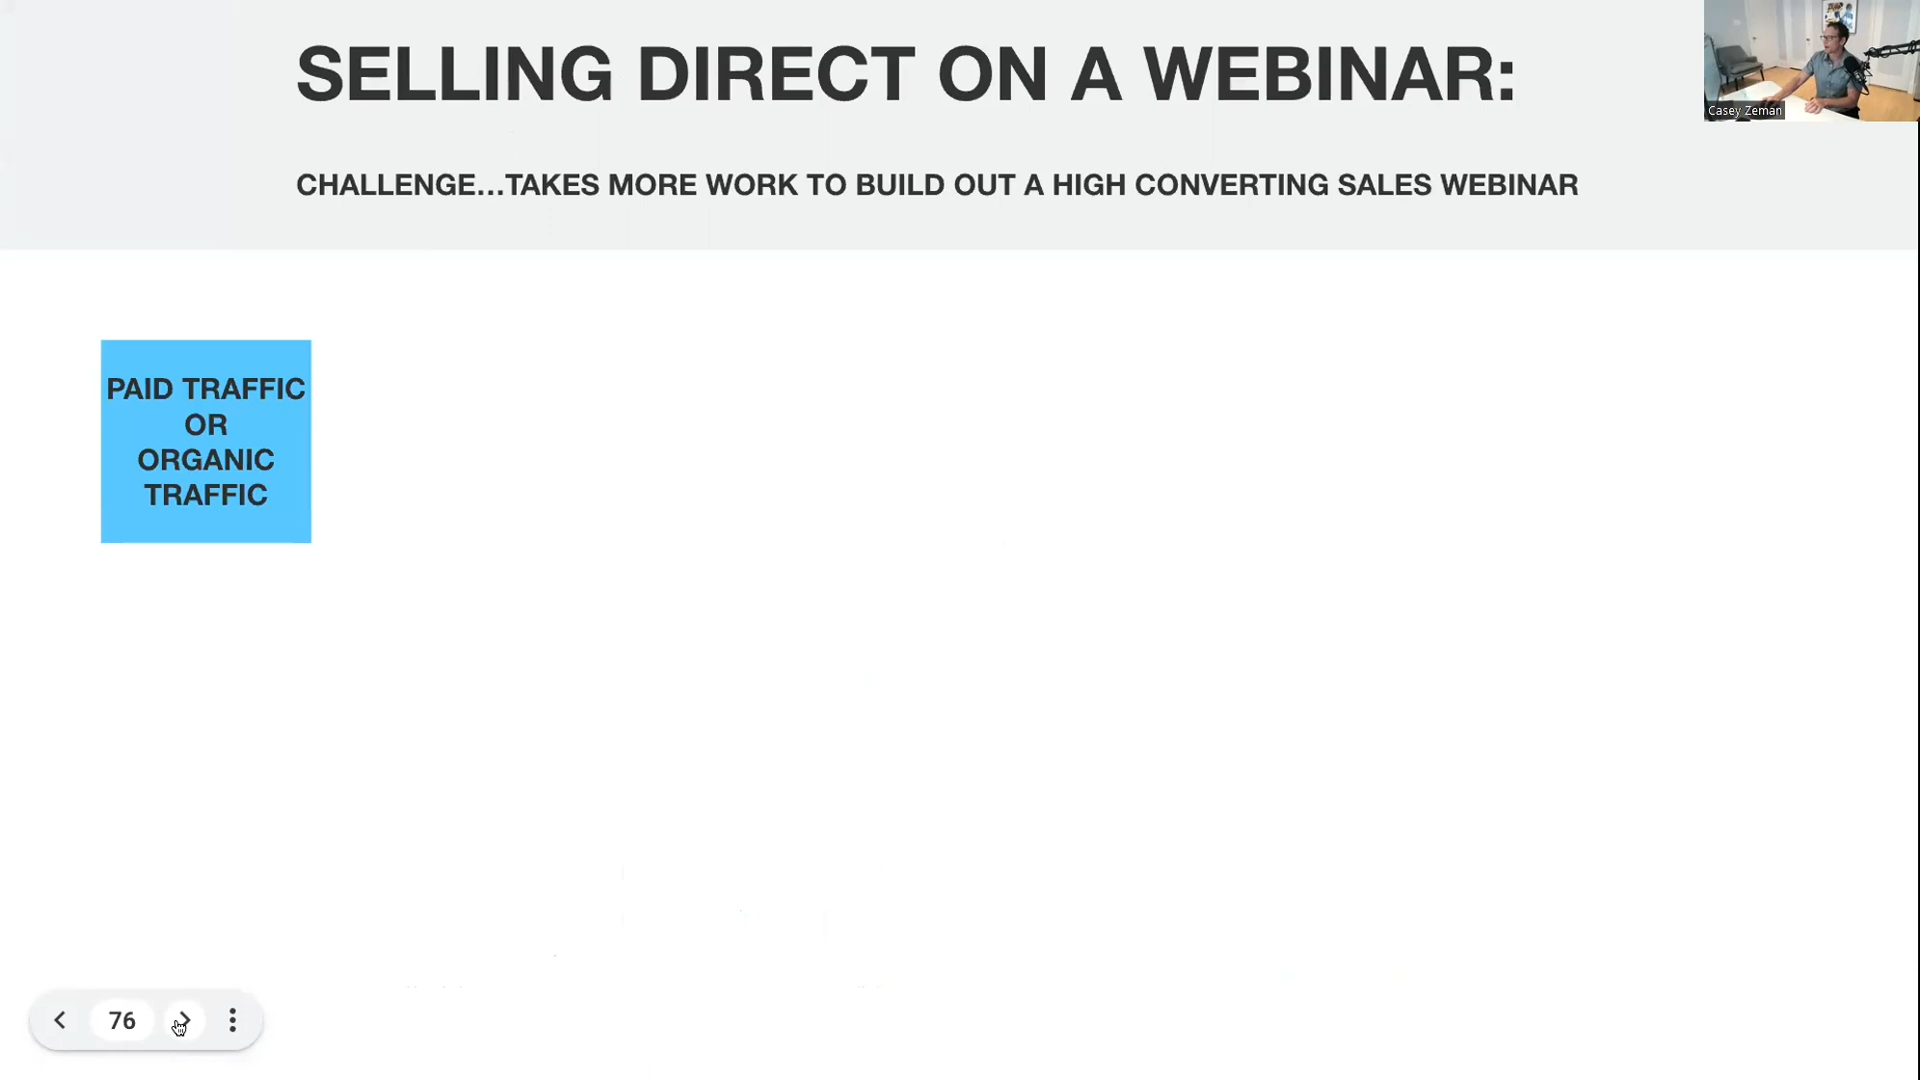 SELLING DIRECT ON A WEBINAR:
Casey Zeman
CHALLENGE...TAKES MORE WORK TO BUILD OUT A HIGH CONVERTING SALES WEBINAR
PAID TRAFFIC
OR
ORGANIC
TRAFFIC
76